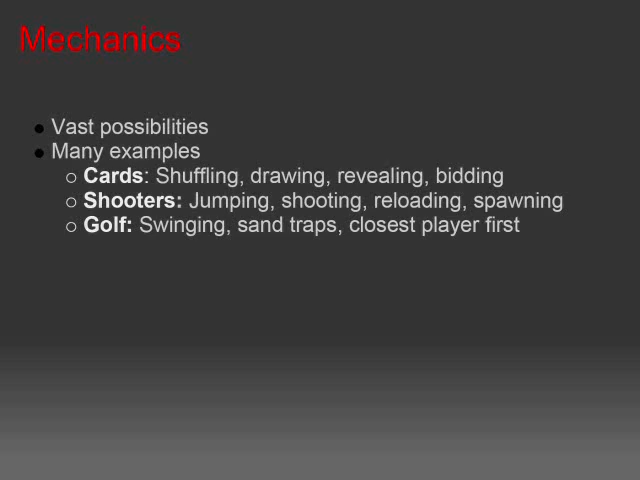 Mechanics
● Vast possibilities
● Many examples
○ Cards: Shuffling, drawing, revealing, bidding
○ Shooters: Jumping, shooting, reloading, spawning
○ Golf: Swinging, sand traps, closest player first